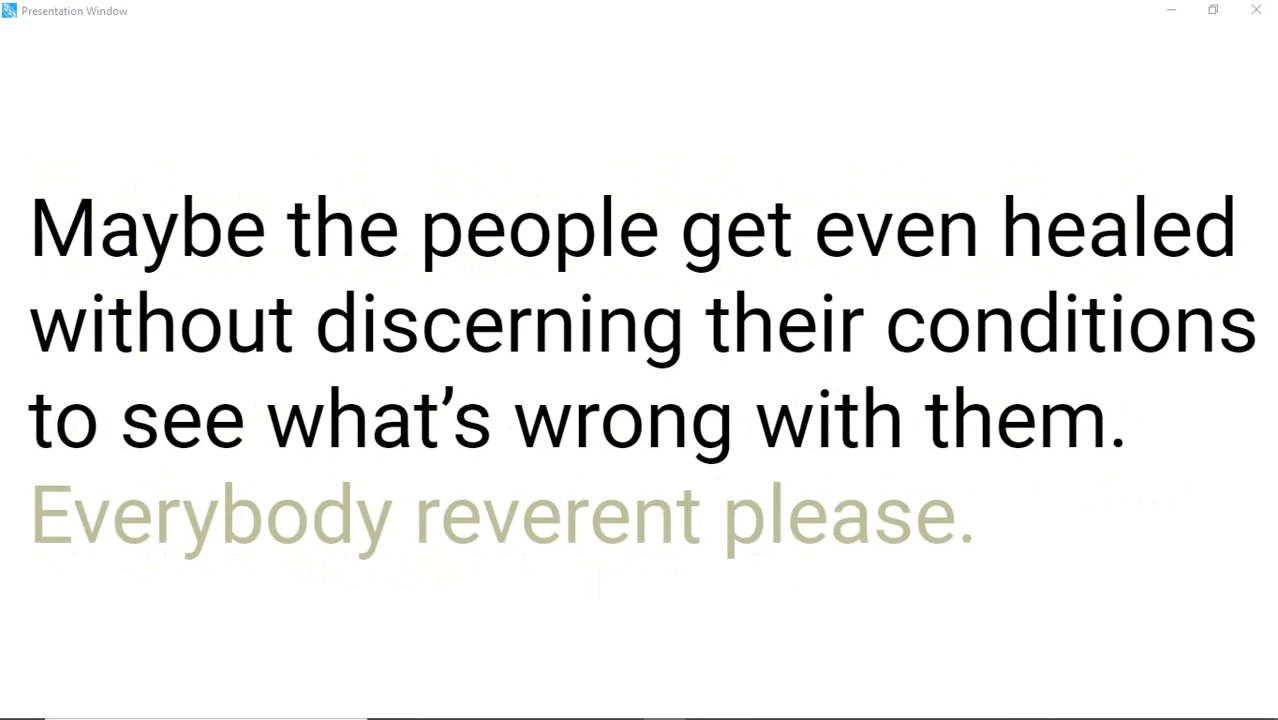 Presentation Window
Maybe the people get even healed
without discerning their conditions
to see what’s wrong with them.
Everybody reverent please.